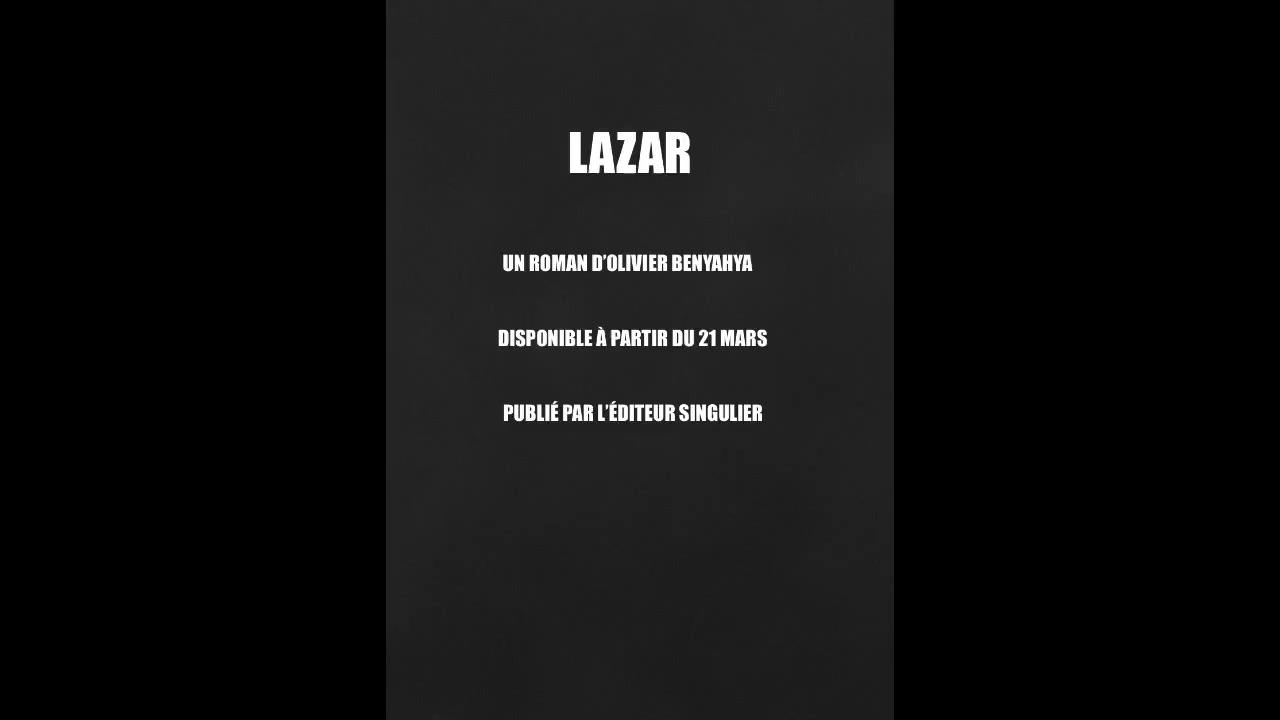 LAZAR
UN ROMAN D'OLIVIER BENYAHYA
DISPONIBLE À PARTIR DU 21 MARS
PUBLIÉ PAR L'ÉDITEUR SINGULIER